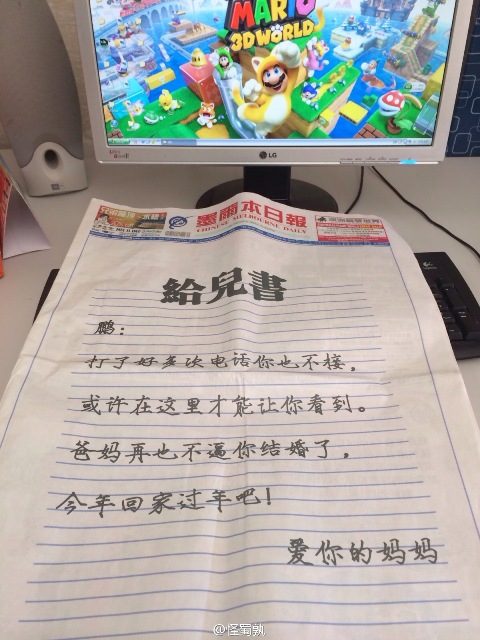 MARIO
3D WORLD
LG
墨爾本日報
CHINESE MELBOURNE DAILY
給兒書
鹏：
打了好多次电话你也不接，
或许在这里才能让你看到。
爸妈再也不逼你结婚了，
今年回家过年吧！
爱你的妈妈
@怪蜀孰